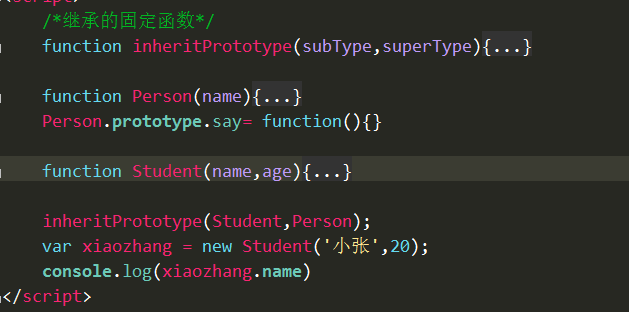 <script>
/*继承的固定函数*/
function inheritPrototype(subType,superType){...}
function Person(name){...}
Person.prototype.say= function(){}
function Student(name,age){...}
inheritPrototype(Student,Person);
var xiaozhang = new Student('小张',20);
console.log(xiaozhang.name)
</script>